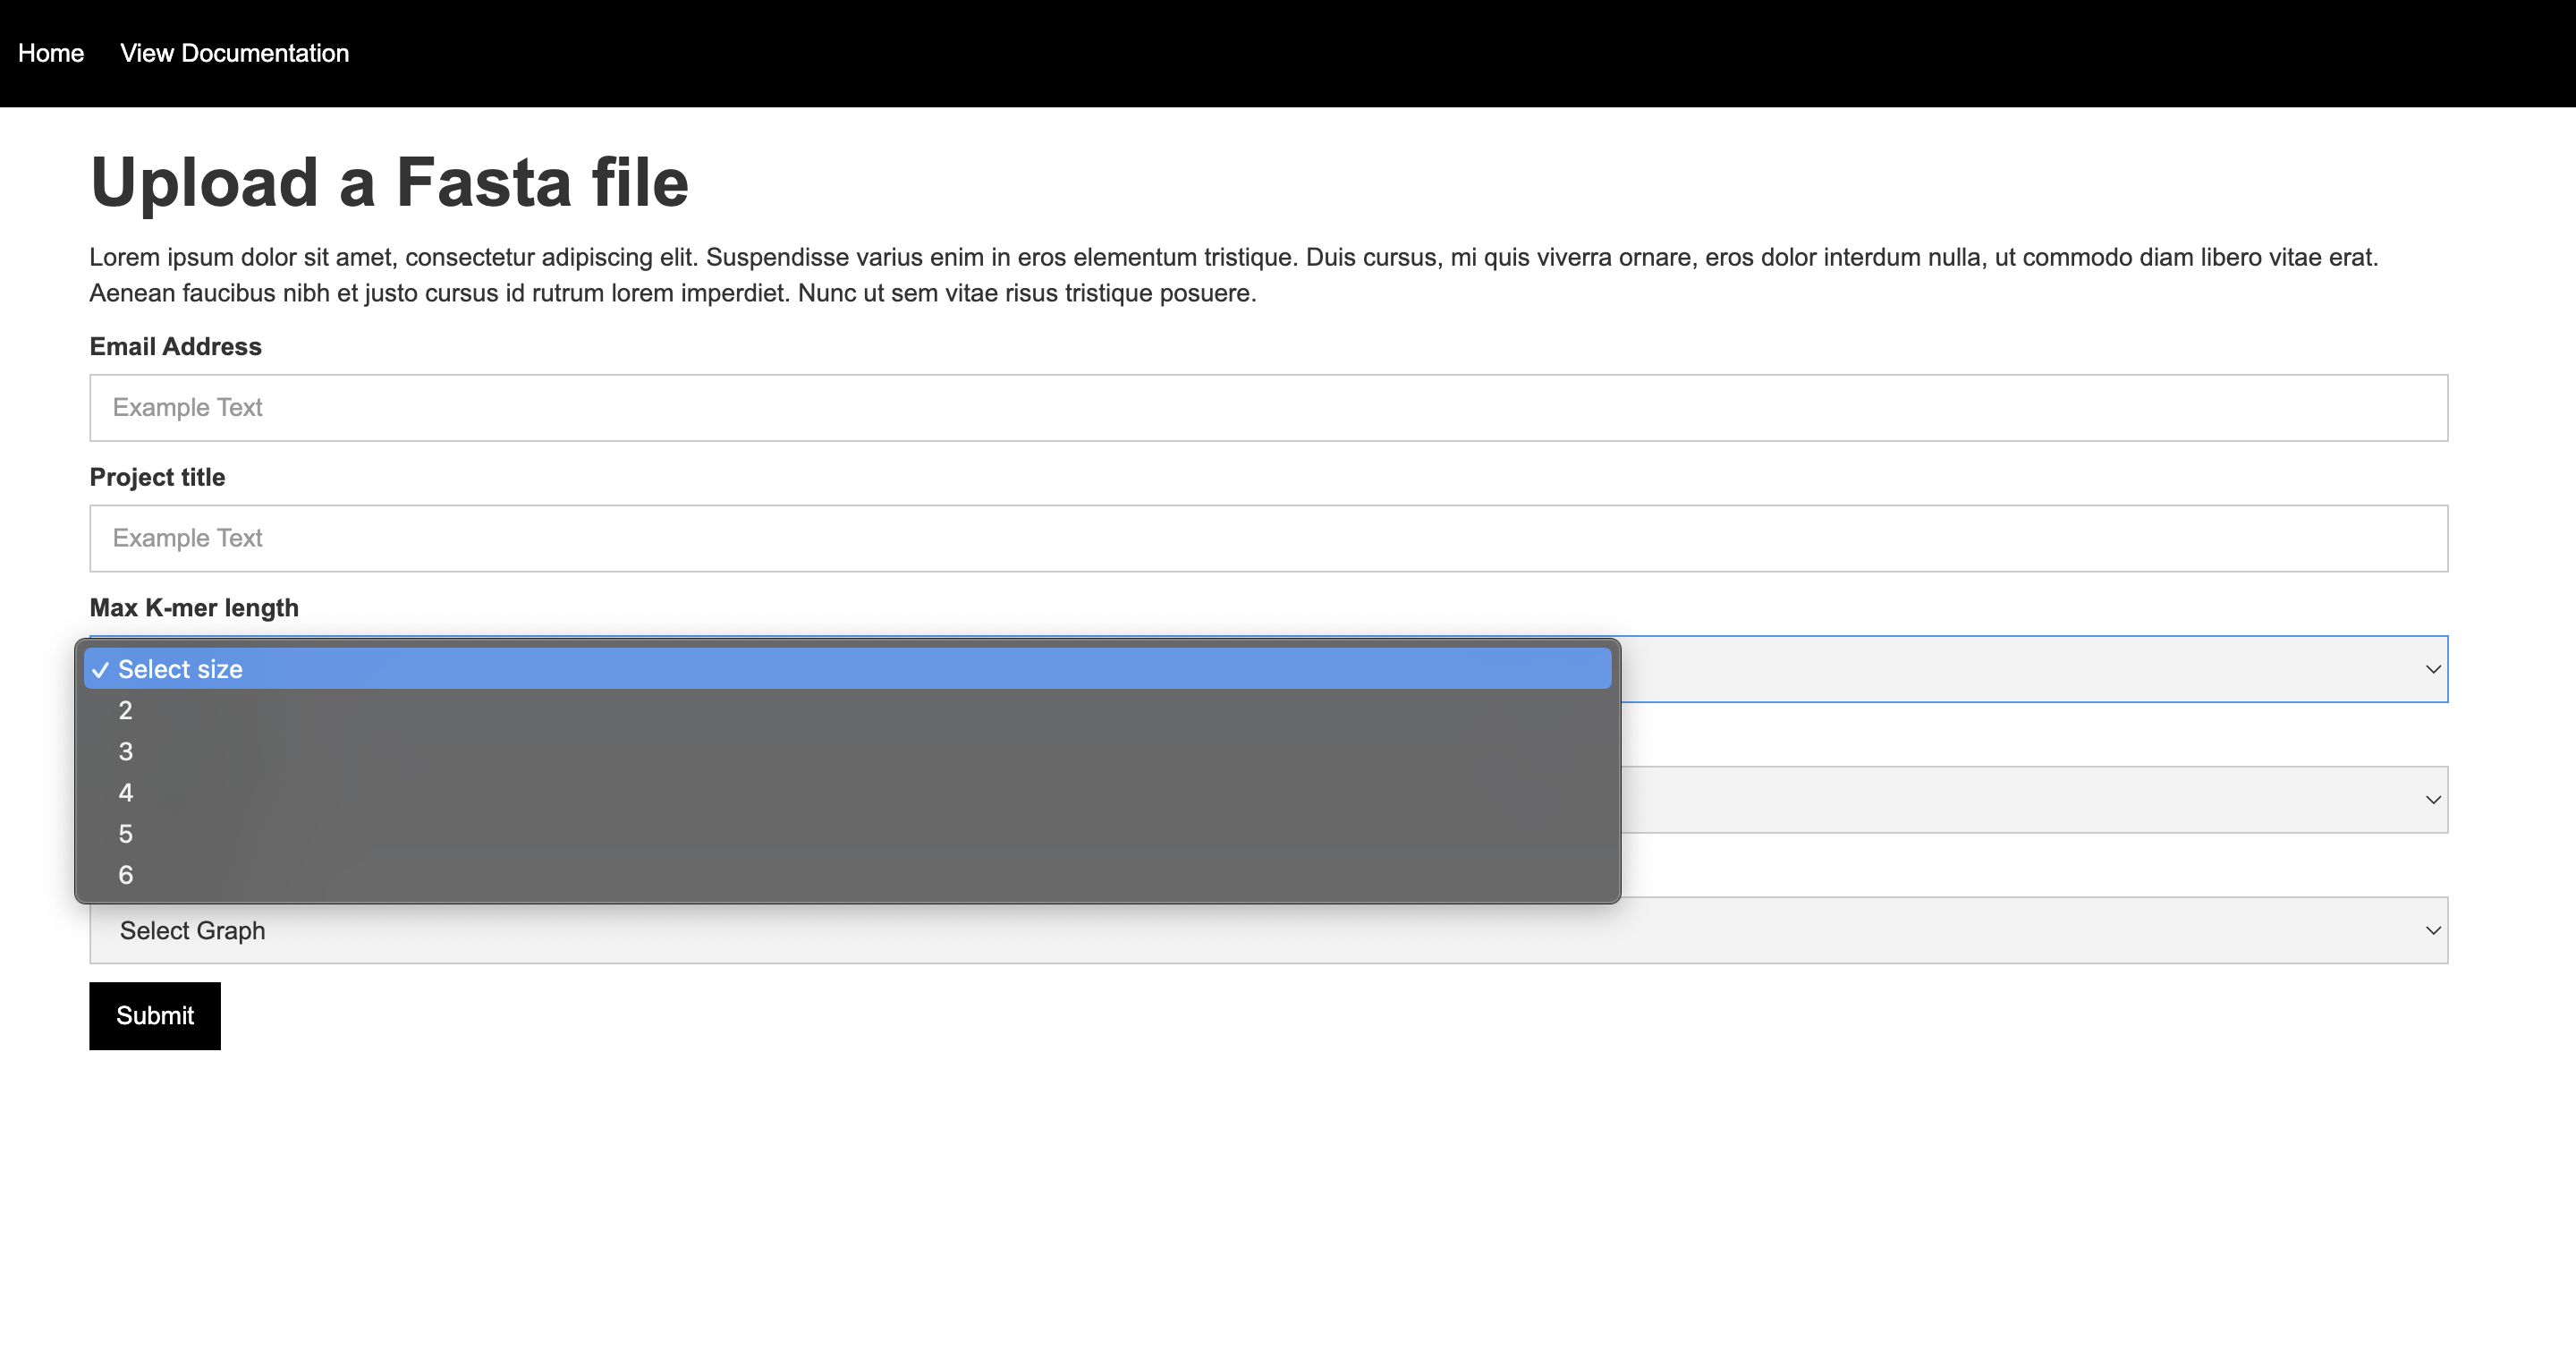 Home View Documentation
Upload a Fasta file
Lorem ipsum dolor sit amet, consectetur adipiscing elit. Suspendisse varius enim in eros elementum tristique. Duis cursus, mi quis viverra ornare, eros dolor interdum nulla, ut commodo diam libero vitae erat.
Aenean faucibus nibh et justo cursus id rutrum lorem imperdiet. Nunc ut sem vitae risus tristique posuere.
Email Address
Example Text
Project title
Example Text
Max K-mer length
✓ Select size
2
3
4
5
6
Select Graph
Submit